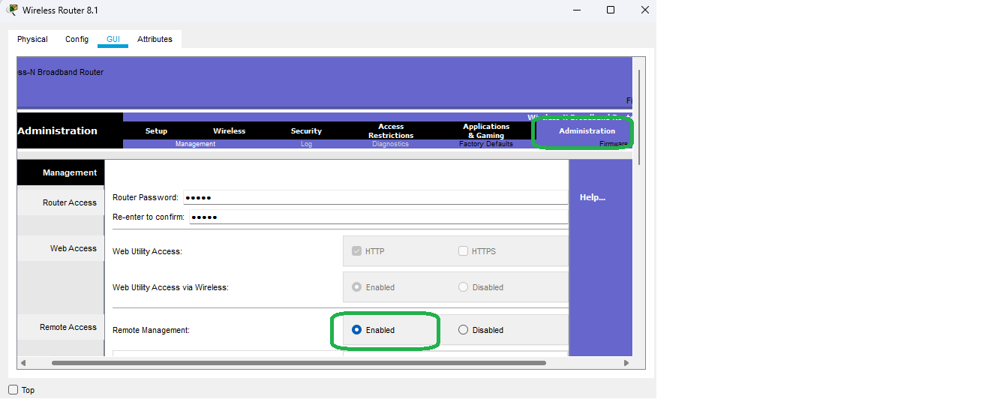 Wireless Router 8.1
Physical Config GUI Attributes
ss-N Broadband Router
Fi
Wireless-N Broadband Route
Administration
Setup Wireless Security Access Restrictions Applications & Gaming Administration
Management Log Diagnostics Factory Defaults Firmware
Management
Help...
Router Access
Router Password: •••••
Re-enter to confirm: •••••
Web Access
Web Utility Access: HTTP HTTPS
Web Utility Access via Wireless: Enabled Disabled
Remote Access
Remote Management: Enabled Disabled
Top